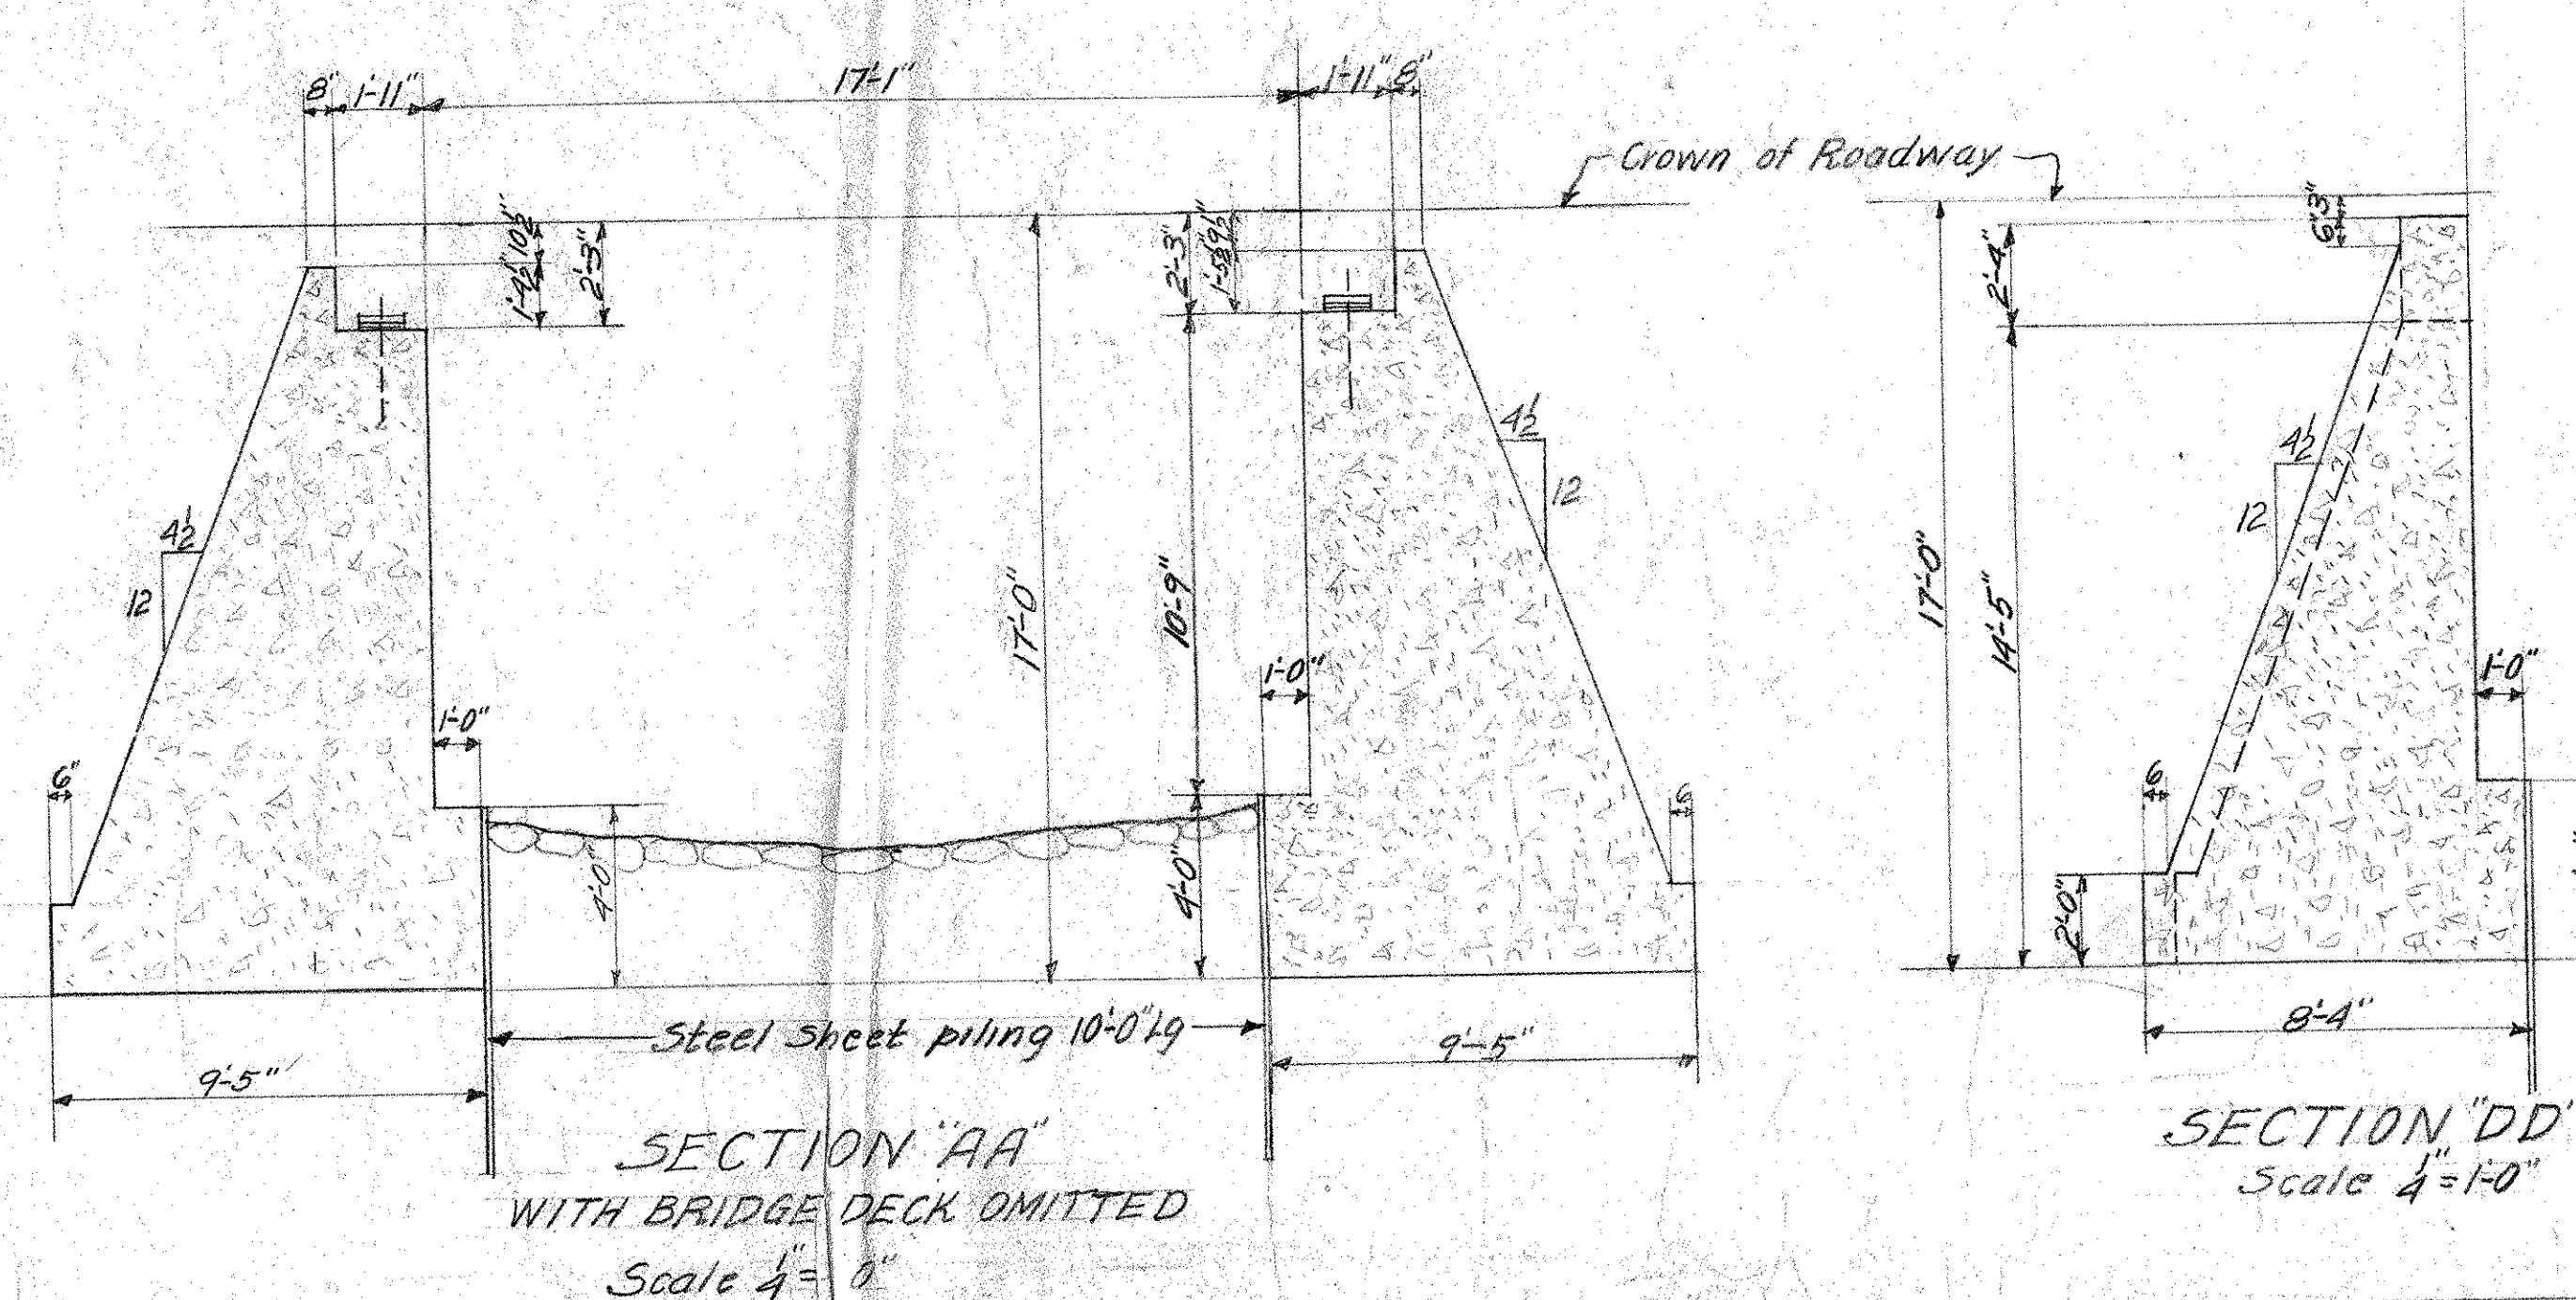 8" 1'-11" 17'-1" 1'-11" 8"
Crown of Roadway
1'-4½" 10½" 2'-3" 2'-3" 1'-5½" 9½"
2'-4" 6" 3"
4½ 12
4½ 12
4½ 12
17'-0" 10'-9" 17'-0" 14'-5"
1'-0" 1'-0" 1'-0"
6" 6 6
4'-0" 4'-0" 2'-0"
Steel Sheet piling 10'-0" lg
9'-5" 9'-5" 8'-4"
SECTION "AA"
WITH BRIDGE DECK OMITTED
Scale ¼" = 0"
SECTION "DD"
Scale ¼" = 1'-0"